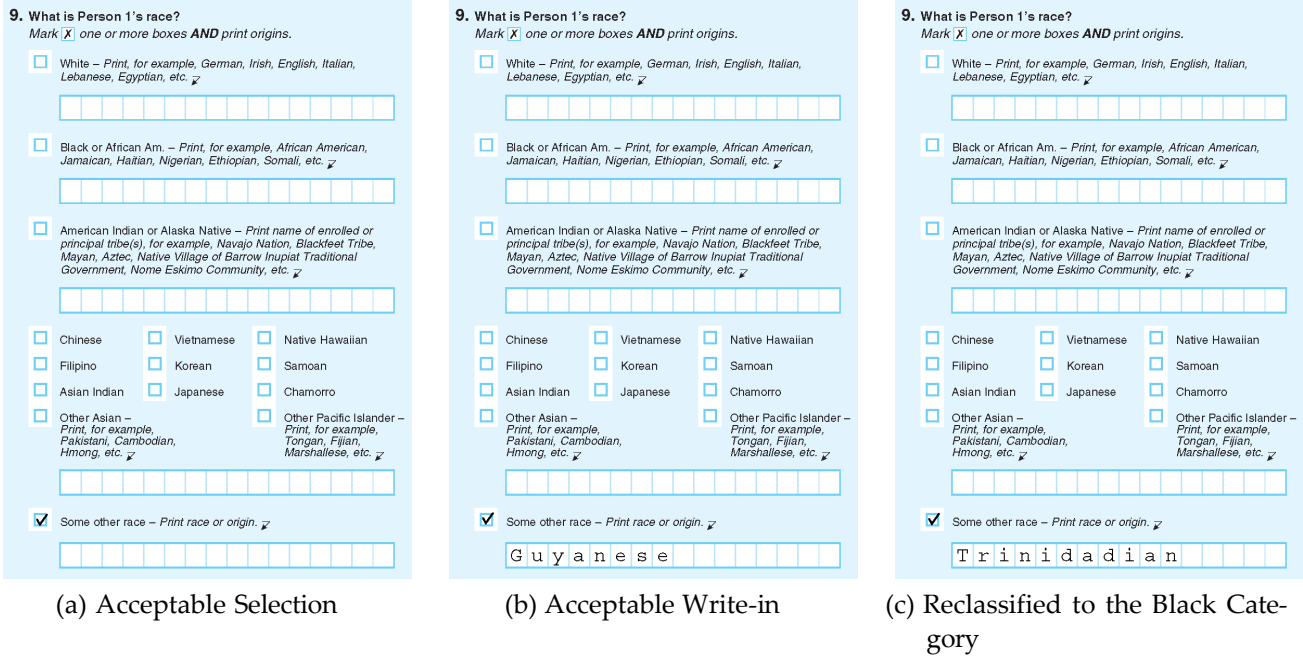 9. What is Person 1's race?
Mark ✗ one or more boxes AND print origins.
White – Print, for example, German, Irish, English, Italian,
Lebanese, Egyptian, etc.
Black or African Am. – Print, for example, African American,
Jamaican, Haitian, Nigerian, Ethiopian, Somali, etc.
American Indian or Alaska Native – Print name of enrolled or
principal tribe(s), for example, Navajo Nation, Blackfeet Tribe,
Mayan, Aztec, Native Village of Barrow Inupiat Traditional
Government, Nome Eskimo Community, etc.
Chinese Vietnamese Native Hawaiian
Filipino Korean Samoan
Asian Indian Japanese Chamorro
Other Asian – Other Pacific Islander –
Print, for example, Print, for example,
Pakistani, Cambodian, Tongan, Fijian,
Hmong, etc. Marshallese, etc.
Some other race – Print race or origin.
(a) Acceptable Selection
9. What is Person 1's race?
Mark ✗ one or more boxes AND print origins.
White – Print, for example, German, Irish, English, Italian,
Lebanese, Egyptian, etc.
Black or African Am. – Print, for example, African American,
Jamaican, Haitian, Nigerian, Ethiopian, Somali, etc.
American Indian or Alaska Native – Print name of enrolled or
principal tribe(s), for example, Navajo Nation, Blackfeet Tribe,
Mayan, Aztec, Native Village of Barrow Inupiat Traditional
Government, Nome Eskimo Community, etc.
Chinese Vietnamese Native Hawaiian
Filipino Korean Samoan
Asian Indian Japanese Chamorro
Other Asian – Other Pacific Islander –
Print, for example, Print, for example,
Pakistani, Cambodian, Tongan, Fijian,
Hmong, etc. Marshallese, etc.
Some other race – Print race or origin.
Guyanese
(b) Acceptable Write-in
9. What is Person 1's race?
Mark ✗ one or more boxes AND print origins.
White – Print, for example, German, Irish, English, Italian,
Lebanese, Egyptian, etc.
Black or African Am. – Print, for example, African American,
Jamaican, Haitian, Nigerian, Ethiopian, Somali, etc.
American Indian or Alaska Native – Print name of enrolled or
principal tribe(s), for example, Navajo Nation, Blackfeet Tribe,
Mayan, Aztec, Native Village of Barrow Inupiat Traditional
Government, Nome Eskimo Community, etc.
Chinese Vietnamese Native Hawaiian
Filipino Korean Samoan
Asian Indian Japanese Chamorro
Other Asian – Other Pacific Islander –
Print, for example, Print, for example,
Pakistani, Cambodian, Tongan, Fijian,
Hmong, etc. Marshallese, etc.
Some other race – Print race or origin.
Trinidadian
(c) Reclassified to the Black Cate-
gory